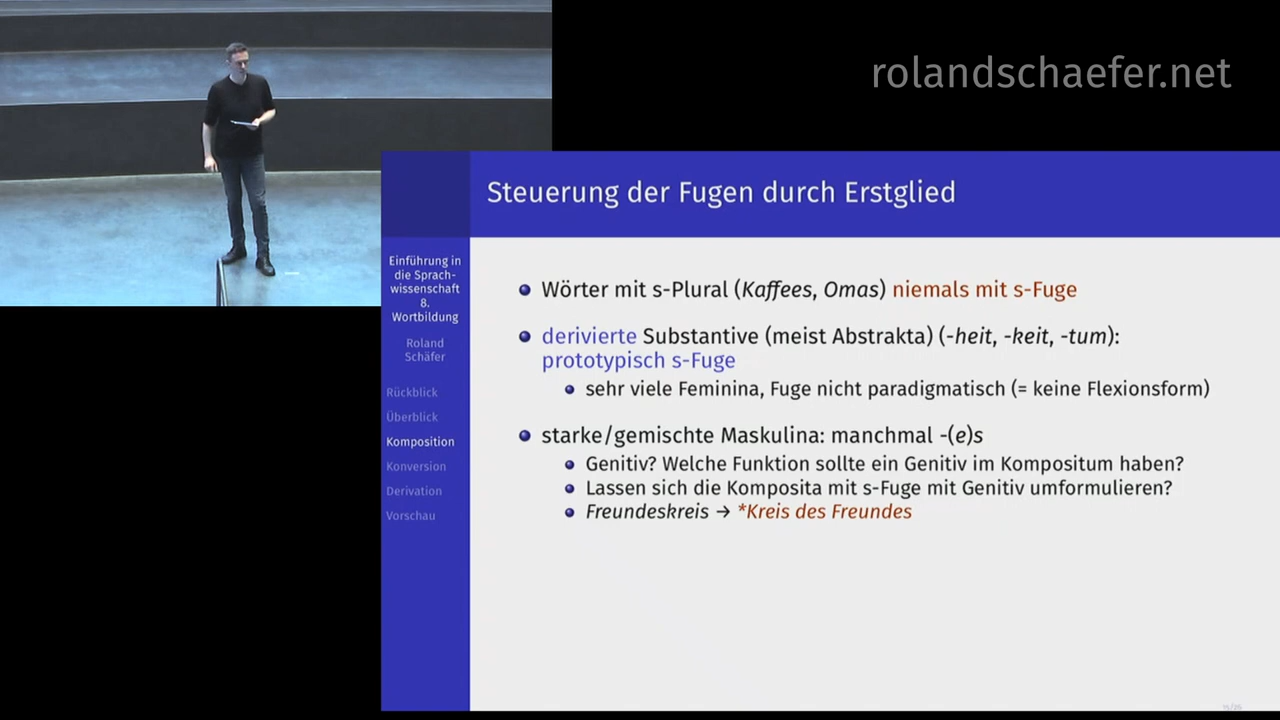 rolandschaefer.net
Steuerung der Fugen durch Erstglied
Einführung in
die Sprach-
wissenschaft
8.
Wortbildung
Roland
Schäfer
Rückblick
Überblick
Komposition
Konversion
Derivation
Vorschau
Wörter mit s-Plural (Kaffees, Omas) niemals mit s-Fuge
derivierte Substantive (meist Abstrakta) (-heit, -keit, -tum):
prototypisch s-Fuge
sehr viele Feminina, Fuge nicht paradigmatisch (= keine Flexionsform)
starke/gemischte Maskulina: manchmal -(e)s
Genitiv? Welche Funktion sollte ein Genitiv im Kompositum haben?
Lassen sich die Komposita mit s-Fuge mit Genitiv umformulieren?
Freundeskreis → *Kreis des Freundes